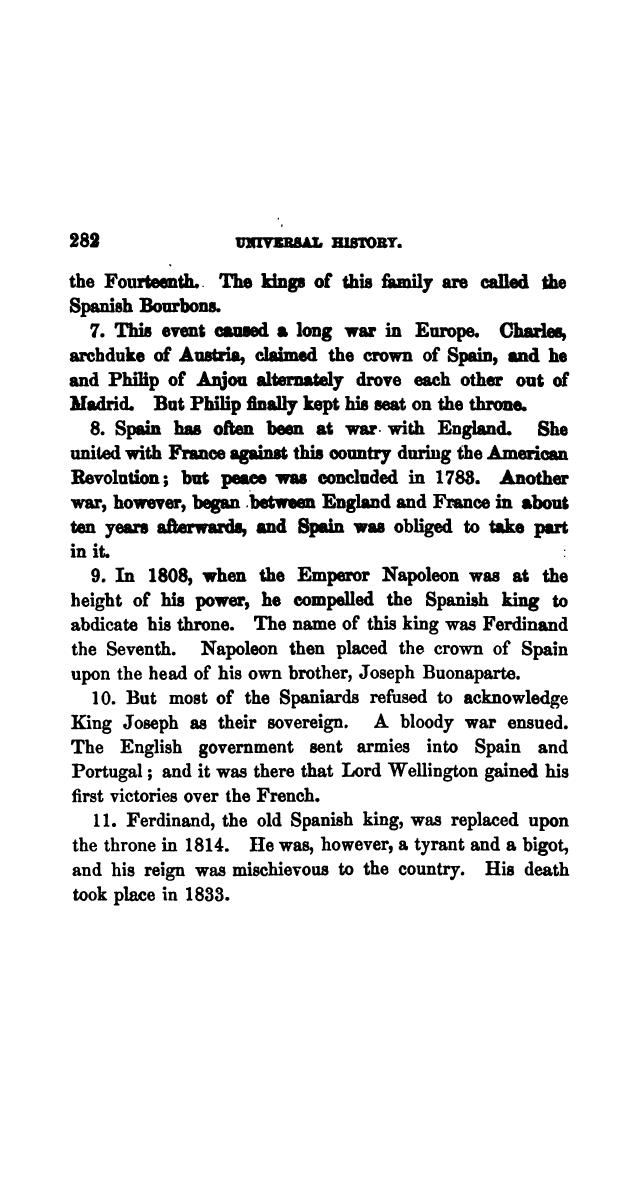 282 UNIVERSAL HISTORY.
the Fourteenth. The kings of this family are called the
Spanish Bourbons.
7. This event caused a long war in Europe. Charles,
archduke of Austria, claimed the crown of Spain, and he
and Philip of Anjou alternately drove each other out of
Madrid. But Philip finally kept his seat on the throne.
8. Spain has often been at war with England. She
united with France against this country during the American
Revolution; but peace was concluded in 1783. Another
war, however, began between England and France in about
ten years afterwards, and Spain was obliged to take part
in it.
9. In 1808, when the Emperor Napoleon was at the
height of his power, he compelled the Spanish king to
abdicate his throne. The name of this king was Ferdinand
the Seventh. Napoleon then placed the crown of Spain
upon the head of his own brother, Joseph Buonaparte.
10. But most of the Spaniards refused to acknowledge
King Joseph as their sovereign. A bloody war ensued.
The English government sent armies into Spain and
Portugal; and it was there that Lord Wellington gained his
first victories over the French.
11. Ferdinand, the old Spanish king, was replaced upon
the throne in 1814. He was, however, a tyrant and a bigot,
and his reign was mischievous to the country. His death
took place in 1833.